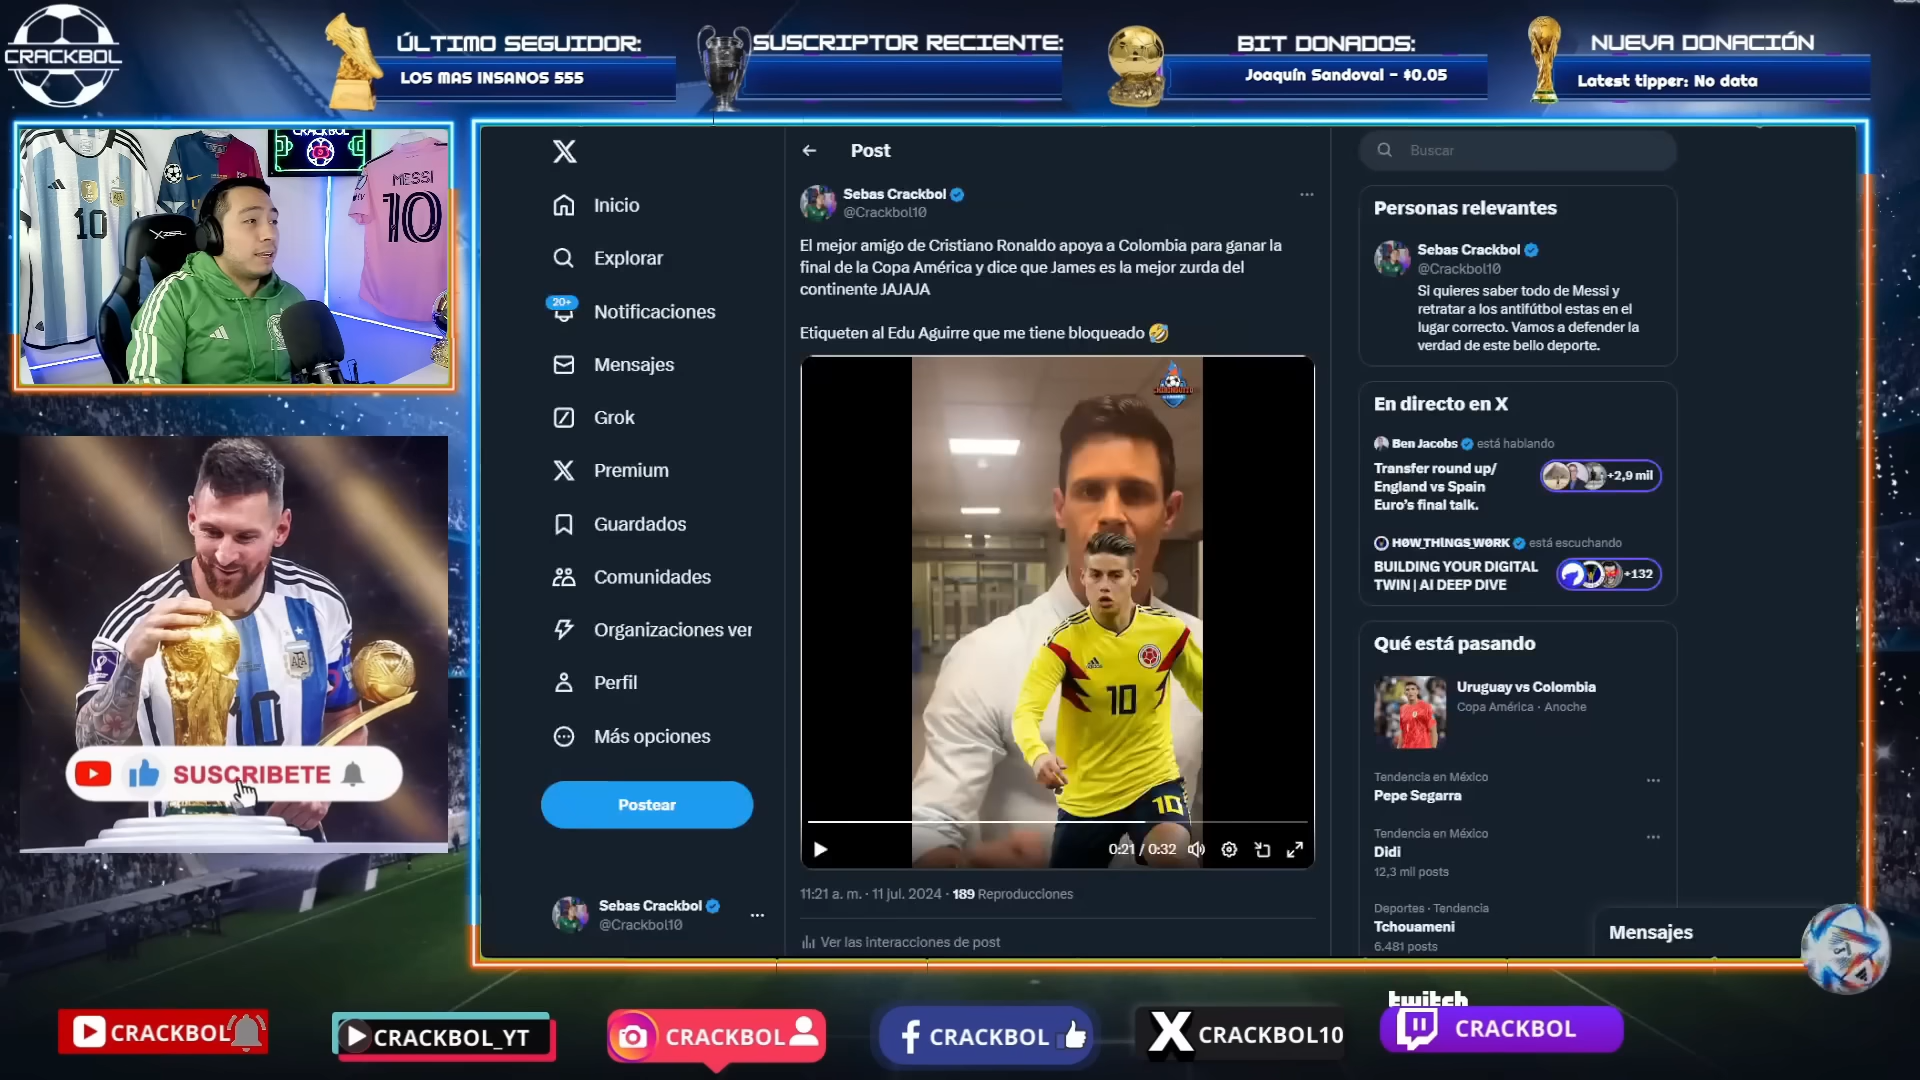 CRACKBOL
ÚLTIMO SEGUIDOR:
LOS MAS INSANOS 555
SUSCRIPTOR RECIENTE:
BIT DONADOS:
Joaquín Sandoval - $0.05
NUEVA DONACIÓN
Latest tipper: No data
CRACKBOL
10
XZEAL
MESSI
10
10
SUSCRIBETE
Inicio
Explorar
20+
Notificaciones
Mensajes
Grok
Premium
Guardados
Comunidades
Organizaciones ver
Perfil
Más opciones
Postear
Sebas Crackbol
@Crackbol10
Post
Sebas Crackbol
@Crackbol10
El mejor amigo de Cristiano Ronaldo apoya a Colombia para ganar la
final de la Copa América y dice que James es la mejor zurda del
continente JAJAJA
Etiqueten al Edu Aguirre que me tiene bloqueado 🤣
10
10
0:21 / 0:32
11:21 a. m. · 11 jul. 2024 · 189 Reproducciones
Ver las interacciones de post
Buscar
Personas relevantes
Sebas Crackbol
@Crackbol10
Si quieres saber todo de Messi y
retratar a los antifútbol estas en el
lugar correcto. Vamos a defender la
verdad de este bello deporte.
En directo en X
Ben Jacobs está hablando
Transfer round up/
England vs Spain
Euro's final talk.
+2,9 mil
HØW_THINGS_WØRK está escuchando
BUILDING YOUR DIGITAL
TWIN | AI DEEP DIVE
+132
Qué está pasando
Uruguay vs Colombia
Copa América · Anoche
Tendencia en México
Pepe Segarra
Tendencia en México
Didi
12,3 mil posts
Deportes · Tendencia
Tchouameni
6.481 posts
Mensajes
CRACKBOL
CRACKBOL_YT
CRACKBOL
CRACKBOL
CRACKBOL10
twitch
CRACKBOL